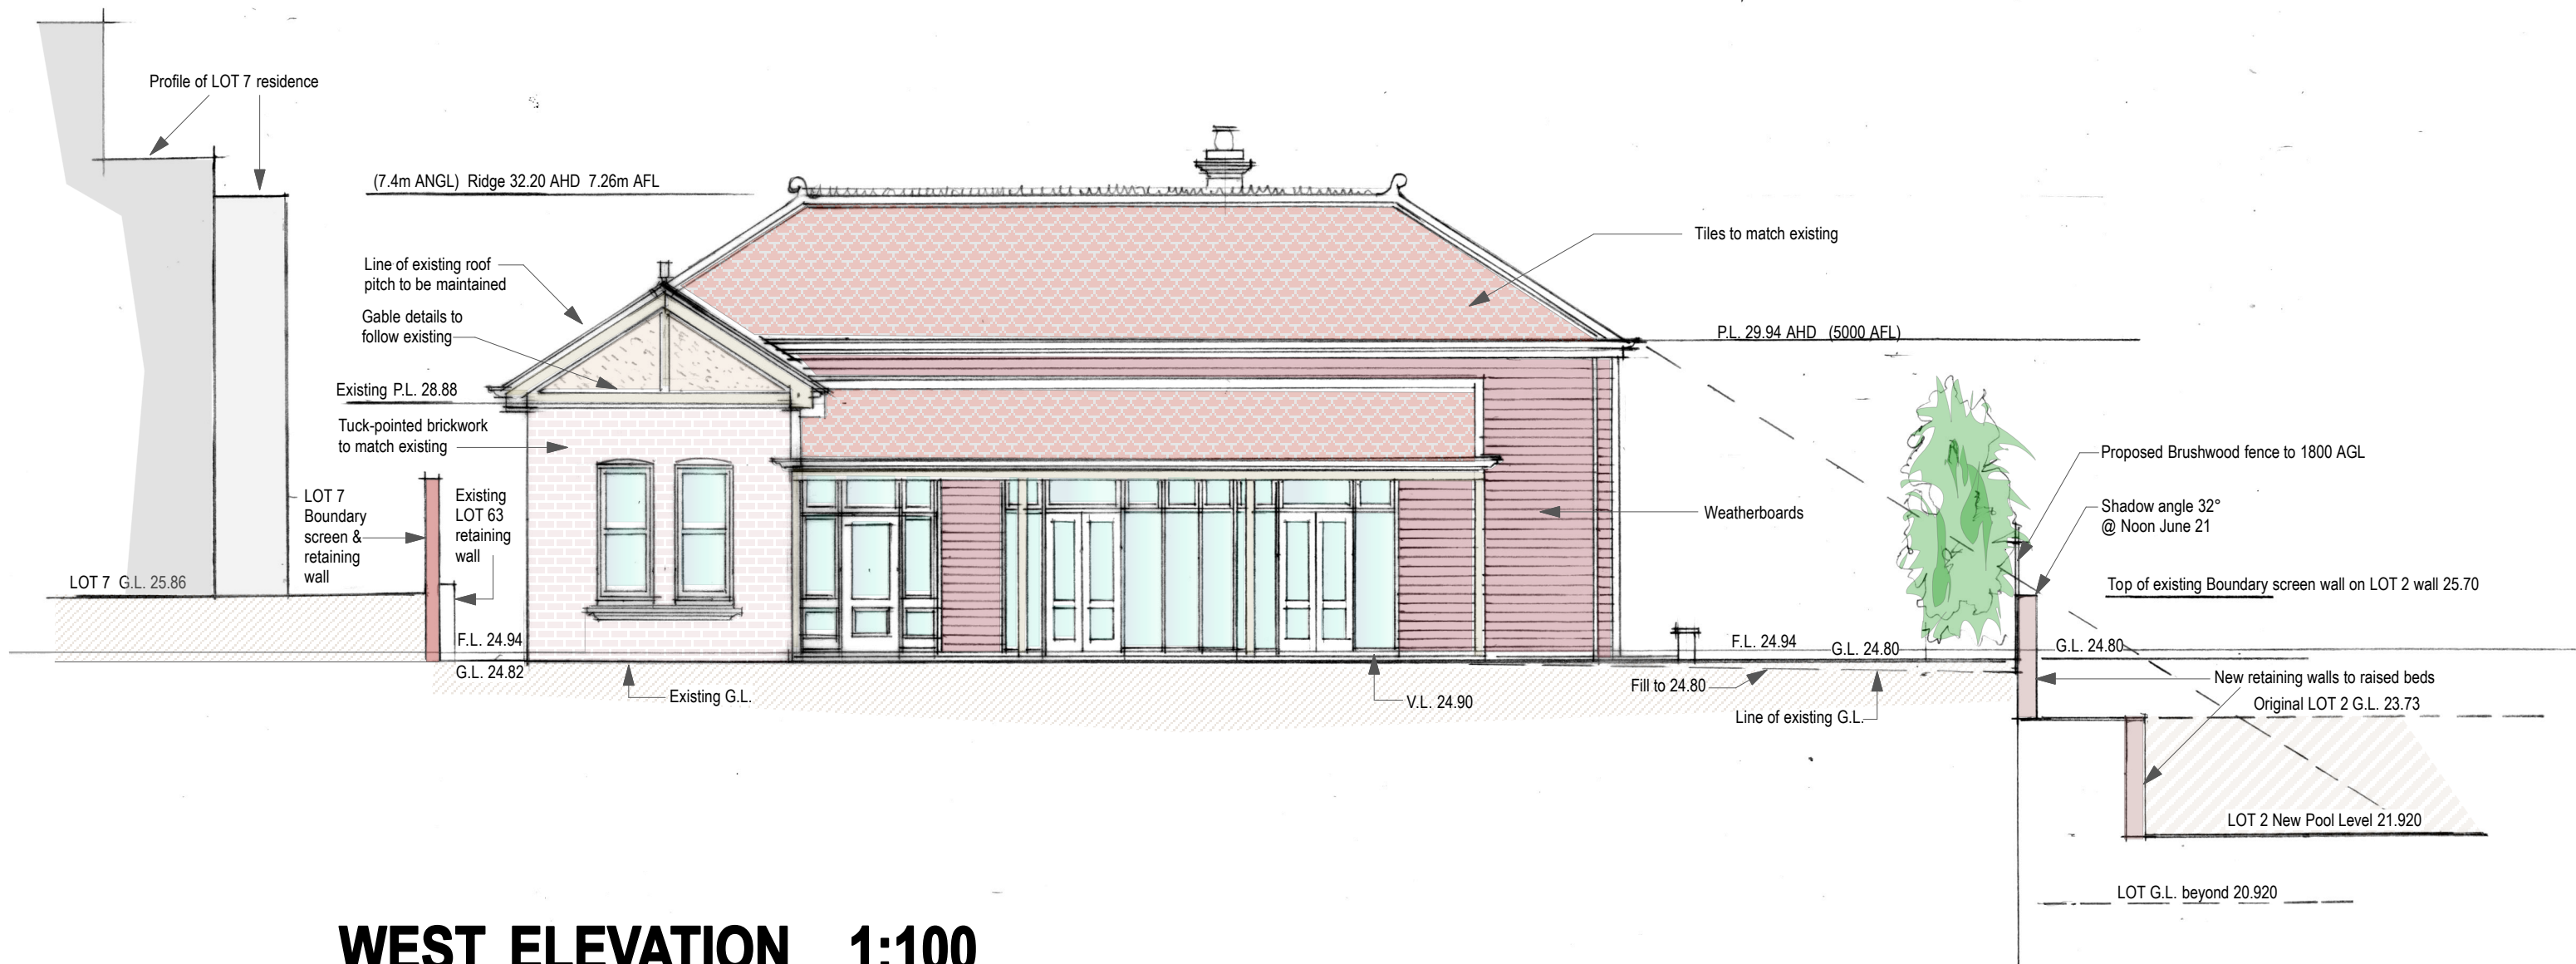 Profile of LOT 7 residence
(7.4m ANGL)  Ridge 32.20 AHD  7.26m AFL
Tiles to match existing
Line of existing roof
pitch to be maintained
Gable details to
follow existing
P.L. 29.94 AHD   (5000 AFL)
Existing P.L. 28.88
Tuck-pointed brickwork
to match existing
Proposed Brushwood fence to 1800 AGL
LOT 7
Boundary
screen &
retaining
wall
Existing
LOT 63
retaining
wall
Shadow angle 32°
@ Noon June 21
Weatherboards
LOT 7  G.L. 25.86
Top of existing Boundary screen wall on LOT 2 wall 25.70
F.L. 24.94
G.L. 24.82
F.L. 24.94
G.L. 24.80
G.L. 24.80
Existing G.L.
V.L. 24.90
Fill to 24.80
Line of existing G.L.
New retaining walls to raised beds
Original LOT 2 G.L. 23.73
LOT 2 New Pool Level 21.920
LOT G.L. beyond 20.920
WEST ELEVATION   1:100